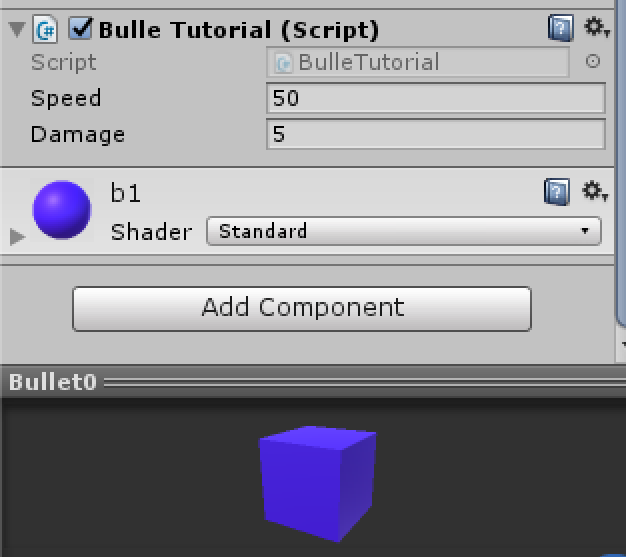 Bulle Tutorial (Script)
Script BulleTutorial
Speed 50
Damage 5
b1
Shader Standard
Add Component
Bullet0